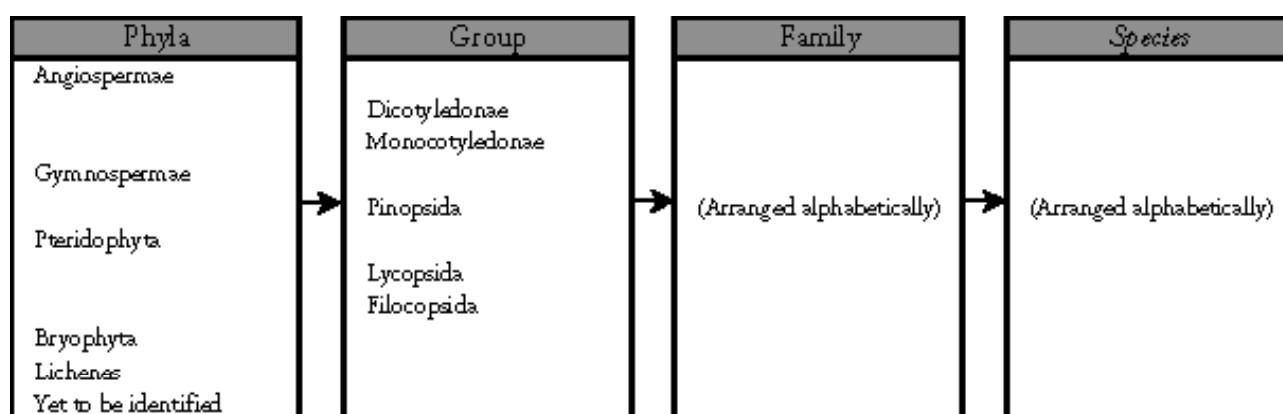 Phyla
Angiospermae
Gymnospermae
Pteridophyta
Bryophyta
Lichenes
Yet to be identified
Group
Dicotyledonae
Monocotyledonae
Pinopsida
Lycopsida
Filocopsida
Family
(Arranged alphabetically)
Species
(Arranged alphabetically)